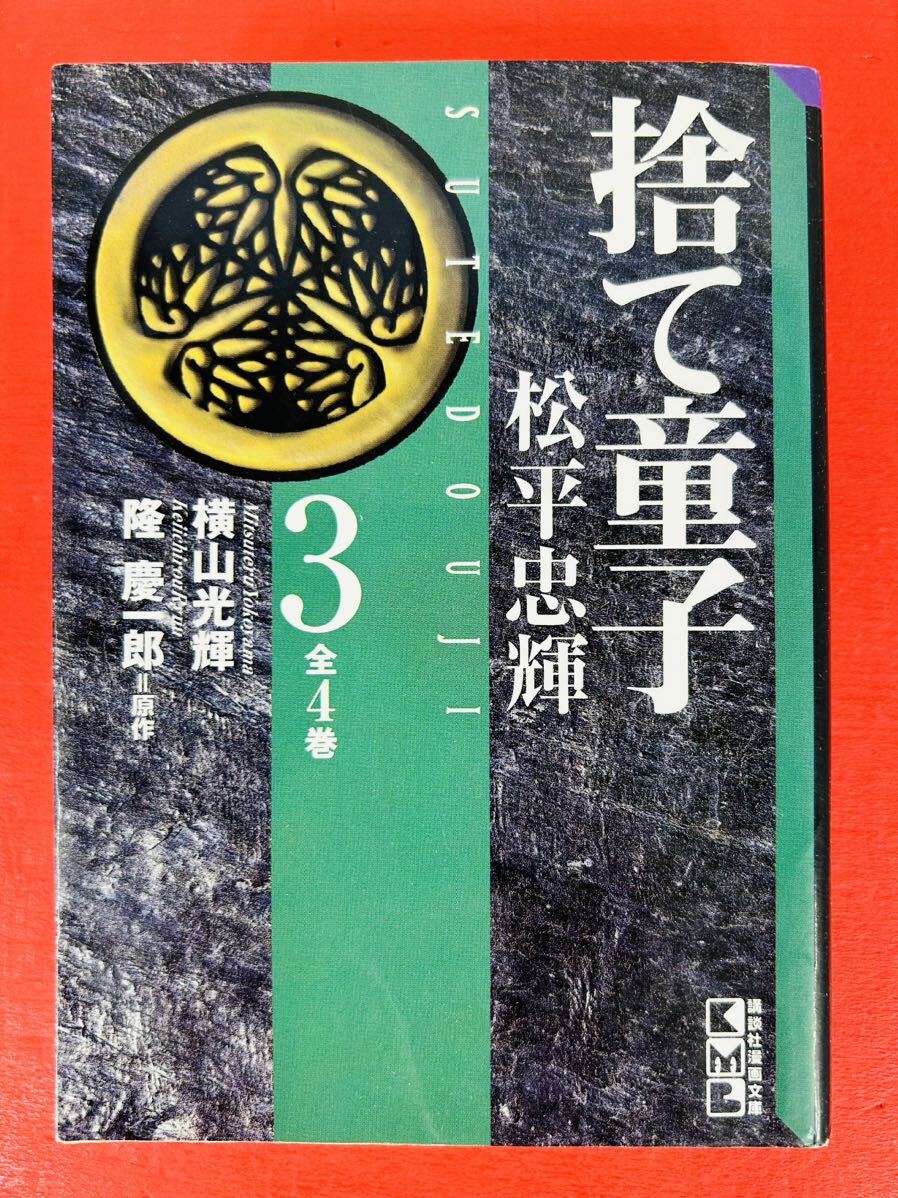 捨て童子
松平忠輝
SUTEDOUJI
3
全4巻
横山光輝
Mitsuteru Yokoyama
隆 慶一郎=原作
Keiichirou Ryu
講談社漫画文庫
KMB